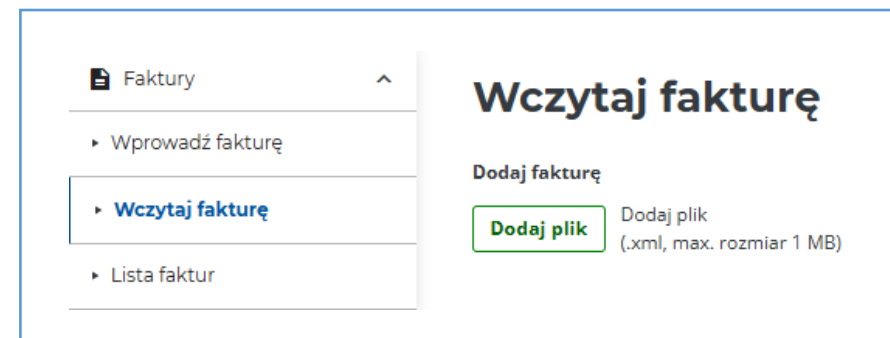 Faktury
Wprowadź fakturę
Wczytaj fakturę
Lista faktur
Wczytaj fakturę
Dodaj fakturę
Dodaj plik
Dodaj plik
(.xml, max. rozmiar 1 MB)